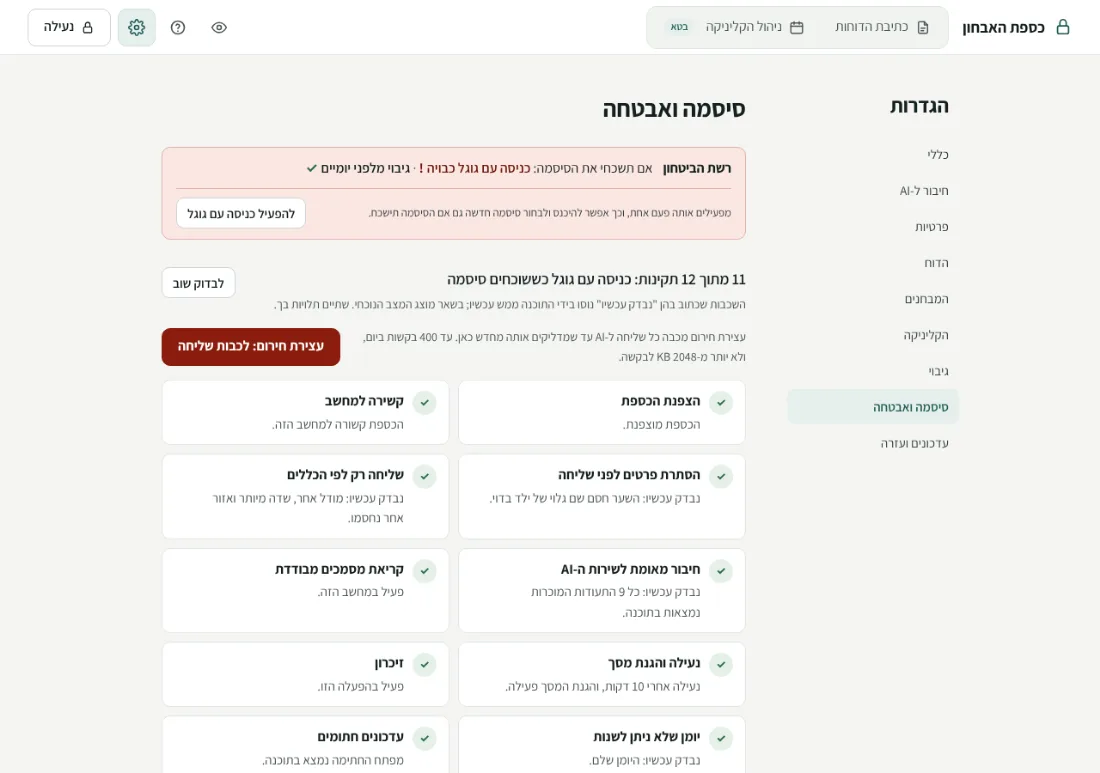 כספת האבחון
כתיבת הדוחות
ניהול הקליניקה
בטא
נעילה
הגדרות
כללי
חיבור ל-AI
פרטיות
הדוח
המבחנים
הקליניקה
גיבוי
סיסמה ואבטחה
עדכונים ועזרה
סיסמה ואבטחה
רשת הביטחון אם תשכחי את הסיסמה: כניסה עם גוגל כבויה ! · גיבוי מלפני יומיים ✓
מפעילים אותה פעם אחת, וכך אפשר להיכנס ולבחור סיסמה חדשה גם אם הסיסמה תישכח.
להפעיל כניסה עם גוגל
11 מתוך 12 תקינות: כניסה עם גוגל כששוכחים סיסמה
השכבות שכתוב בהן "נבדק עכשיו" נוסו בידי התוכנה ממש עכשיו; בשאר מוצג המצב הנוכחי. שתיים תלויות בך.
לבדוק שוב
עצירת חירום מכבה כל שליחה ל-AI עד שמדליקים אותה מחדש כאן. עד 400 בקשות ביום,
ולא יותר מ-2048 KB לבקשה.
עצירת חירום: לכבות שליחה
הצפנת הכספת
הכספת מוצפנת.
קשירה למחשב
הכספת קשורה למחשב הזה.
הסתרת פרטים לפני שליחה
נבדק עכשיו: השער חסם שם גלוי של ילד בדוי.
שליחה רק לפי הכללים
נבדק עכשיו: מודל אחר, שדה מיותר ואזור
אחר נחסמו.
חיבור מאומת לשירות ה-AI
נבדק עכשיו: כל 9 התעודות המוכרות
נמצאות בתוכנה.
קריאת מסמכים מבודדת
פעיל במחשב הזה.
נעילה והגנת מסך
נעילה אחרי 10 דקות, והגנת המסך פעילה.
זיכרון
פעיל בהפעלה הזו.
יומן שלא ניתן לשנות
נבדק עכשיו: היומן שלם.
עדכונים חתומים
מפתח החתימה נמצא בתוכנה.